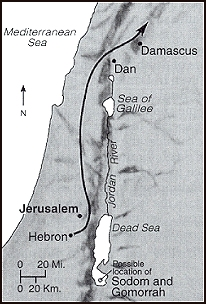 Mediterranean
Sea
Damascus
Dan
N
Sea of
Galilee
Jordan River
Jerusalem
Hebron
Dead Sea
Possible
location of
Sodom and
Gomorrah
0 20 Mi.
0 20 Km.